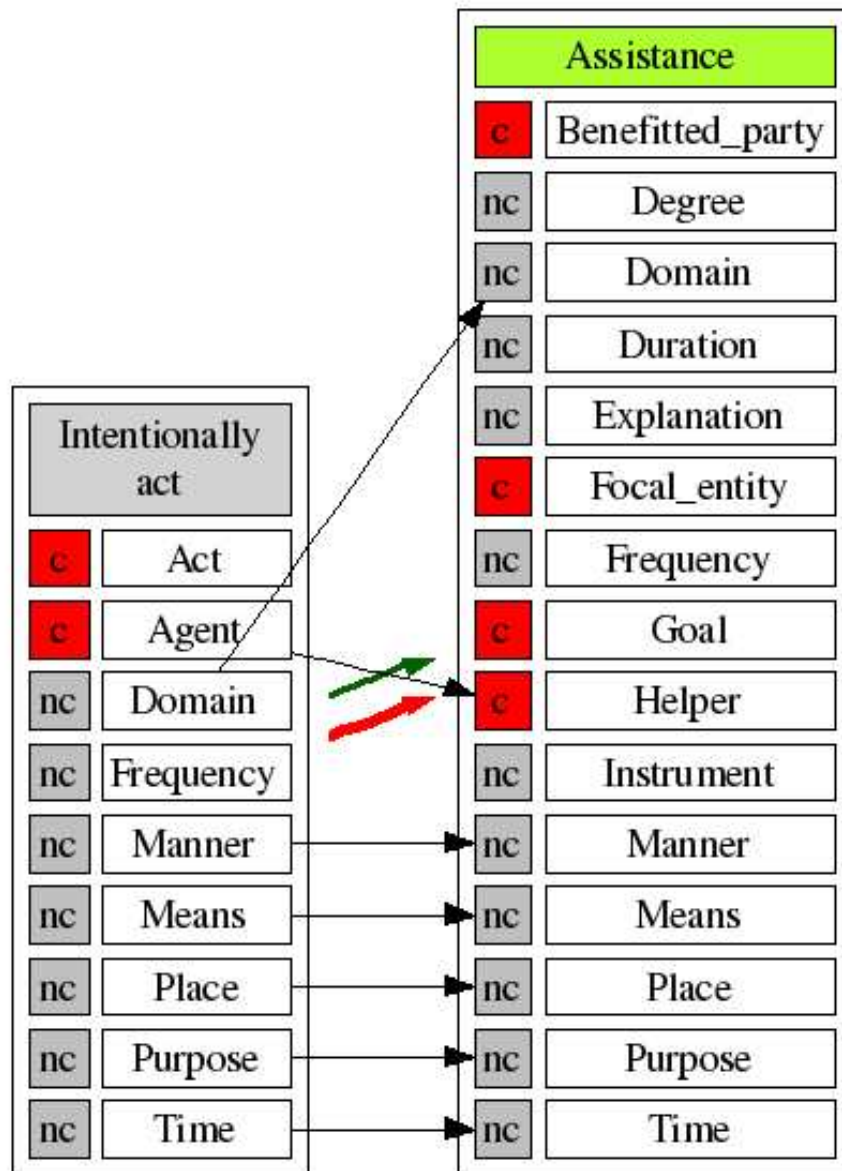 Intentionally
act
c Act
c Agent
nc Domain
nc Frequency
nc Manner
nc Means
nc Place
nc Purpose
nc Time
Assistance
c Benefitted_party
nc Degree
nc Domain
nc Duration
nc Explanation
c Focal_entity
nc Frequency
c Goal
c Helper
nc Instrument
nc Manner
nc Means
nc Place
nc Purpose
nc Time